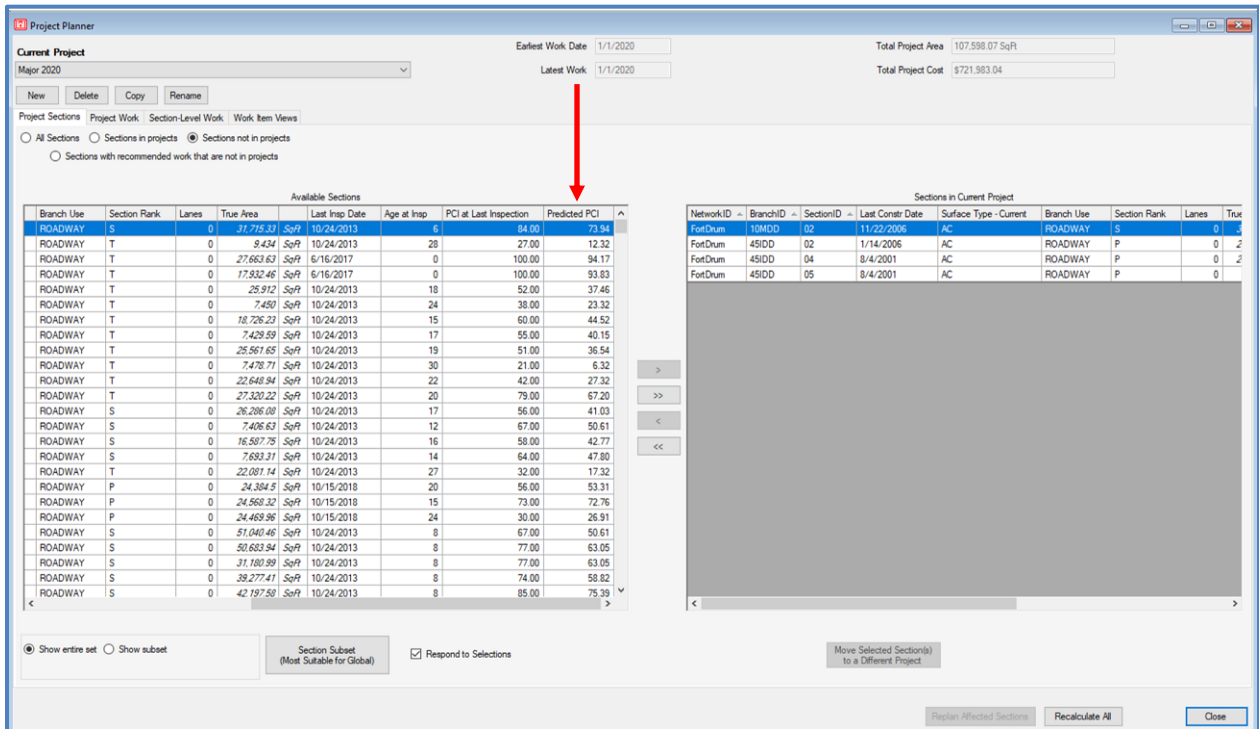 Project Planner
Current Project
Earliest Work Date 1/1/2020 Total Project Area 107,598.07 SqFt
Major 2020 Latest Work 1/1/2020 Total Project Cost $721,983.04
New Delete Copy Rename
Project Sections Project Work Section-Level Work Work Item Views
All Sections Sections in projects Sections not in projects
Sections with recommended work that are not in projects
Available Sections
Branch Use Section Rank Lanes True Area Last Insp Date Age at Insp PCI at Last Inspection Predicted PCI
ROADWAY S 0 31,715.33 SqFt 10/24/2013 6 84.00 73.94
ROADWAY T 0 9,434 SqFt 10/24/2013 28 27.00 12.32
ROADWAY T 0 27,663.63 SqFt 6/16/2017 0 100.00 94.17
ROADWAY T 0 17,932.46 SqFt 6/16/2017 0 100.00 93.83
ROADWAY T 0 25,912 SqFt 10/24/2013 18 52.00 37.46
ROADWAY T 0 7,450 SqFt 10/24/2013 24 38.00 23.32
ROADWAY T 0 18,726.23 SqFt 10/24/2013 15 60.00 44.52
ROADWAY T 0 7,429.59 SqFt 10/24/2013 17 55.00 40.15
ROADWAY T 0 25,561.65 SqFt 10/24/2013 19 51.00 36.54
ROADWAY T 0 7,478.71 SqFt 10/24/2013 30 21.00 6.32
ROADWAY T 0 22,648.94 SqFt 10/24/2013 22 42.00 27.32
ROADWAY T 0 27,320.22 SqFt 10/24/2013 20 79.00 67.20
ROADWAY S 0 26,286.08 SqFt 10/24/2013 17 56.00 41.03
ROADWAY S 0 7,406.63 SqFt 10/24/2013 12 67.00 50.61
ROADWAY S 0 16,587.75 SqFt 10/24/2013 16 58.00 42.77
ROADWAY S 0 7,693.31 SqFt 10/24/2013 14 64.00 47.80
ROADWAY T 0 22,081.14 SqFt 10/24/2013 27 32.00 17.32
ROADWAY P 0 24,384.5 SqFt 10/15/2018 20 56.00 53.31
ROADWAY P 0 24,568.32 SqFt 10/15/2018 15 73.00 72.76
ROADWAY P 0 24,469.96 SqFt 10/15/2018 24 30.00 26.91
ROADWAY S 0 51,040.46 SqFt 10/24/2013 8 67.00 50.61
ROADWAY S 0 50,683.94 SqFt 10/24/2013 8 77.00 63.05
ROADWAY S 0 31,180.99 SqFt 10/24/2013 8 77.00 63.05
ROADWAY S 0 39,277.41 SqFt 10/24/2013 8 74.00 58.82
ROADWAY S 0 42,197.58 SqFt 10/24/2013 8 85.00 75.39
>
>>
<
<<
Sections in Current Project
NetworkID BranchID SectionID Last Constr Date Surface Type - Current Branch Use Section Rank Lanes True
FortDrum 10MDD 02 11/22/2006 AC ROADWAY S 0 3
FortDrum 45IDD 02 1/14/2006 AC ROADWAY P 0 2
FortDrum 45IDD 04 8/4/2001 AC ROADWAY P 0 2
FortDrum 45IDD 05 8/4/2001 AC ROADWAY P 0
Show entire set Show subset
Section Subset
(Most Suitable for Global)
Respond to Selections
Move Selected Section(s)
to a Different Project
Replan Affected Sections Recalculate All Close